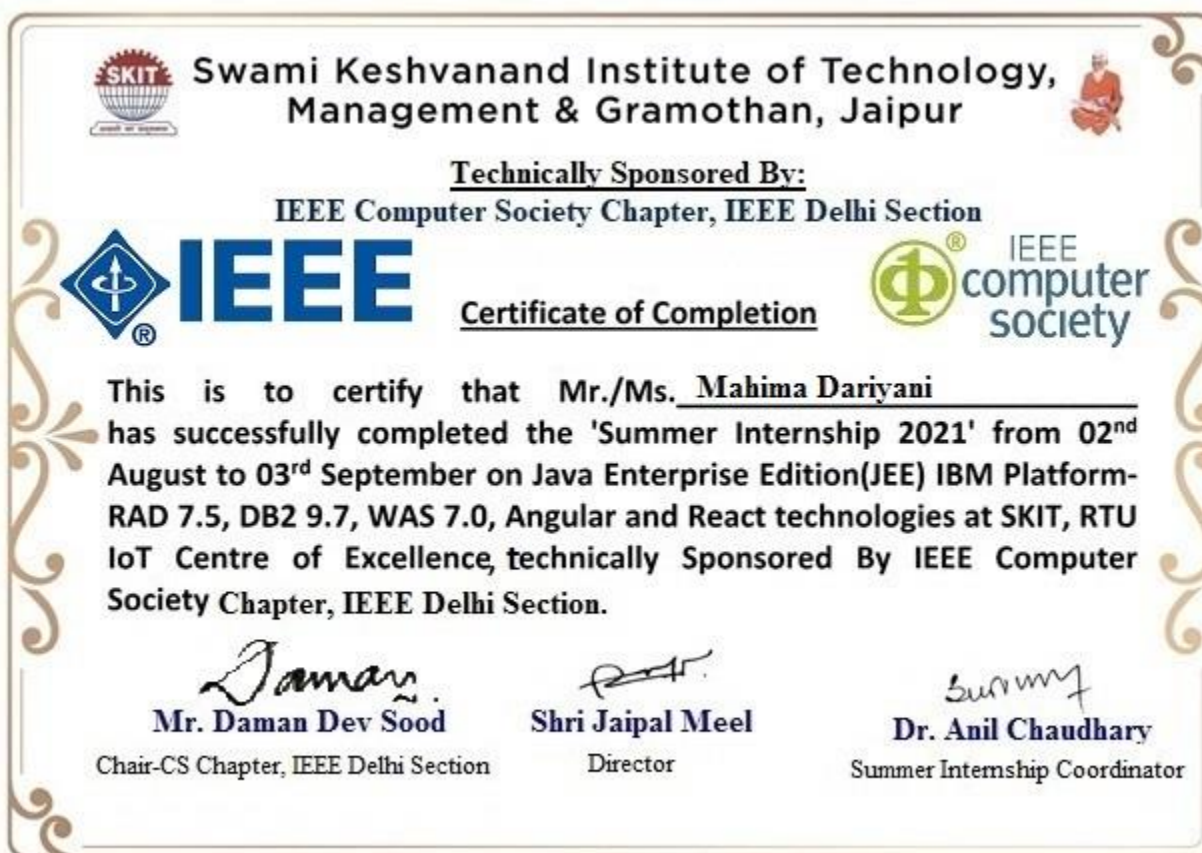 SKIT
Swami Keshvanand Institute of Technology,
Management & Gramothan, Jaipur
Technically Sponsored By:
IEEE Computer Society Chapter, IEEE Delhi Section
IEEE
®
Certificate of Completion
®
IEEE
computer
society
This is to certify that Mr./Ms. Mahima Dariyani
has successfully completed the 'Summer Internship 2021' from 02nd
August to 03rd September on Java Enterprise Edition(JEE) IBM Platform-
RAD 7.5, DB2 9.7, WAS 7.0, Angular and React technologies at SKIT, RTU
IoT Centre of Excellence, technically Sponsored By IEEE Computer
Society Chapter, IEEE Delhi Section.
Daman
Mr. Daman Dev Sood
Shri Jaipal Meel
Dr. Anil Chaudhary
Chair-CS Chapter, IEEE Delhi Section
Director
Summer Internship Coordinator